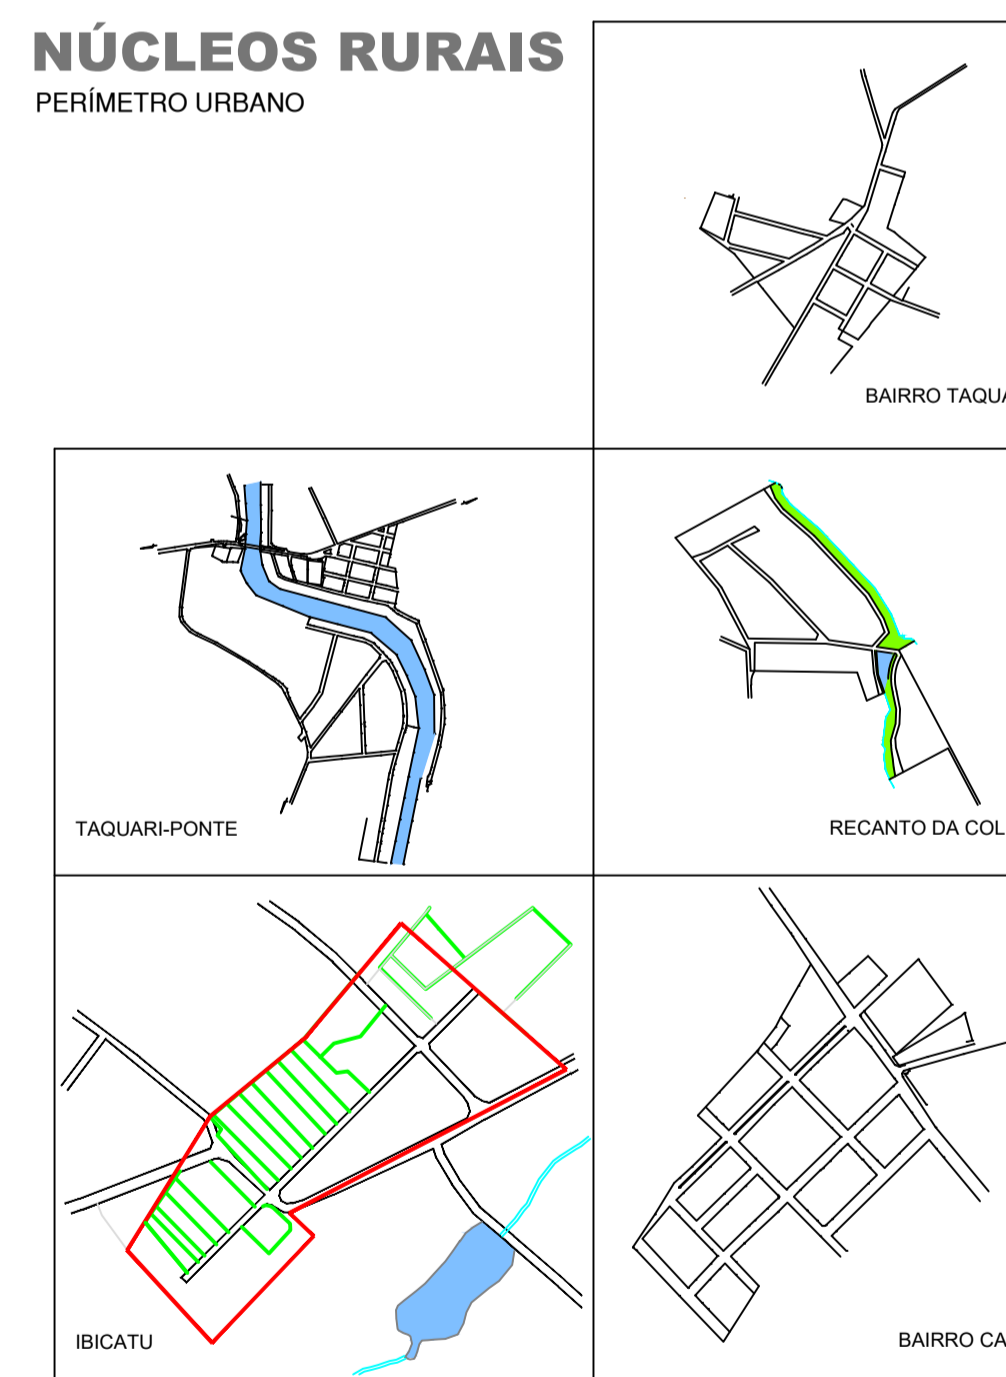 NÚCLEOS RURAIS
PERÍMETRO URBANO
BAIRRO TAQUA
TAQUARI-PONTE
RECANTO DA COL
IBICATU
BAIRRO CA